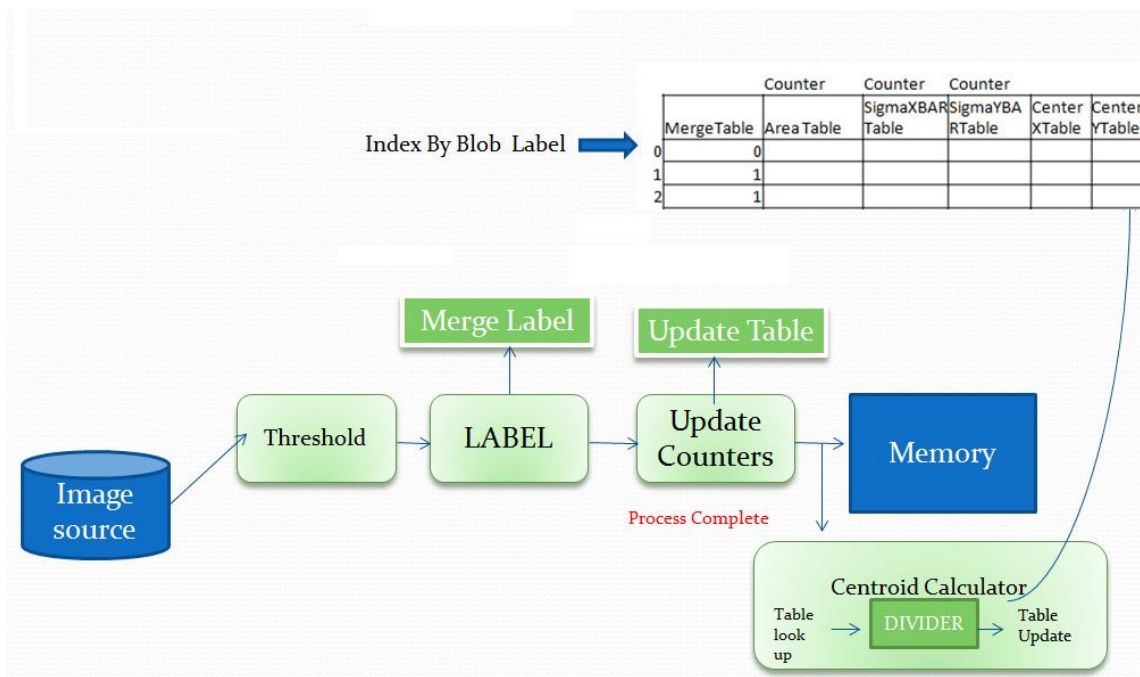 Counter Counter Counter
MergeTable AreaTable SigmaXBAR Table SigmaYBA RTable Center XTable Center YTable
Index By Blob Label
0 0
1 1
2 1
Merge Label
Update Table
Threshold
LABEL
Update
Counters
Memory
Image
source
Process Complete
Centroid Calculator
Table
look
up
DIVIDER
Table
Update